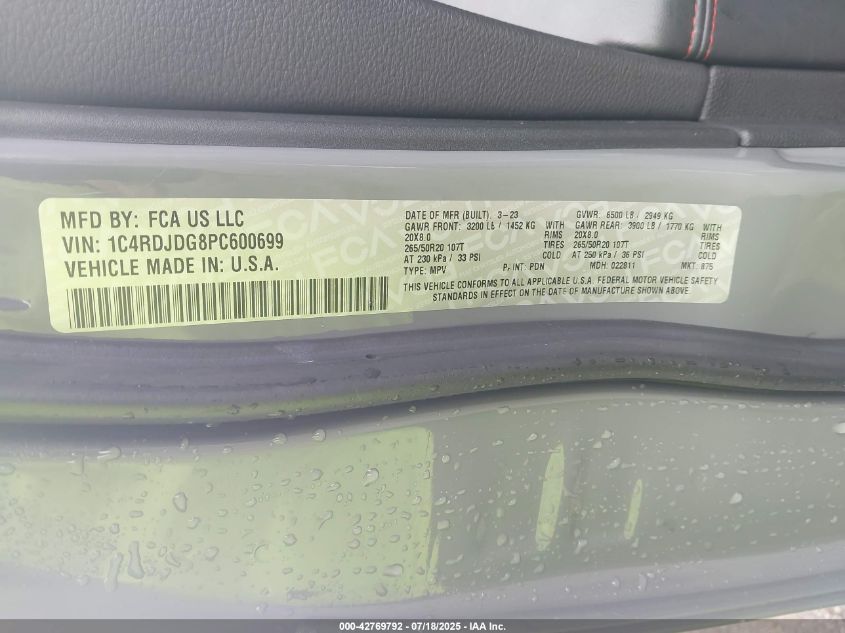 MFD BY: FCA US LLC
VIN: 1C4RDJDG8PC600699
VEHICLE MADE IN: U.S.A.
DATE OF MFR (BUILT). 3-23 GVWR: 6500 LB / 2949 KG
GAWR FRONT: 3200 LB / 1452 KG WITH GAWR REAR: 3900 LB / 1770 KG WITH
20X8.0 RIMS 20X8.0 RIMS
265/50R20 107T TIRES 265/50R20 107T TIRES
AT 230 kPa / 33 PSI COLD AT 250 kPa / 36 PSI COLD
TYPE: MPV P/INT: PDN MDH: 022811 MKT: 875
THIS VEHICLE CONFORMS TO ALL APPLICABLE U.S.A. FEDERAL MOTOR VEHICLE SAFETY
STANDARDS IN EFFECT ON THE DATE OF MANUFACTURE SHOWN ABOVE.
000-42769792 - 07/18/2025 - IAA Inc.